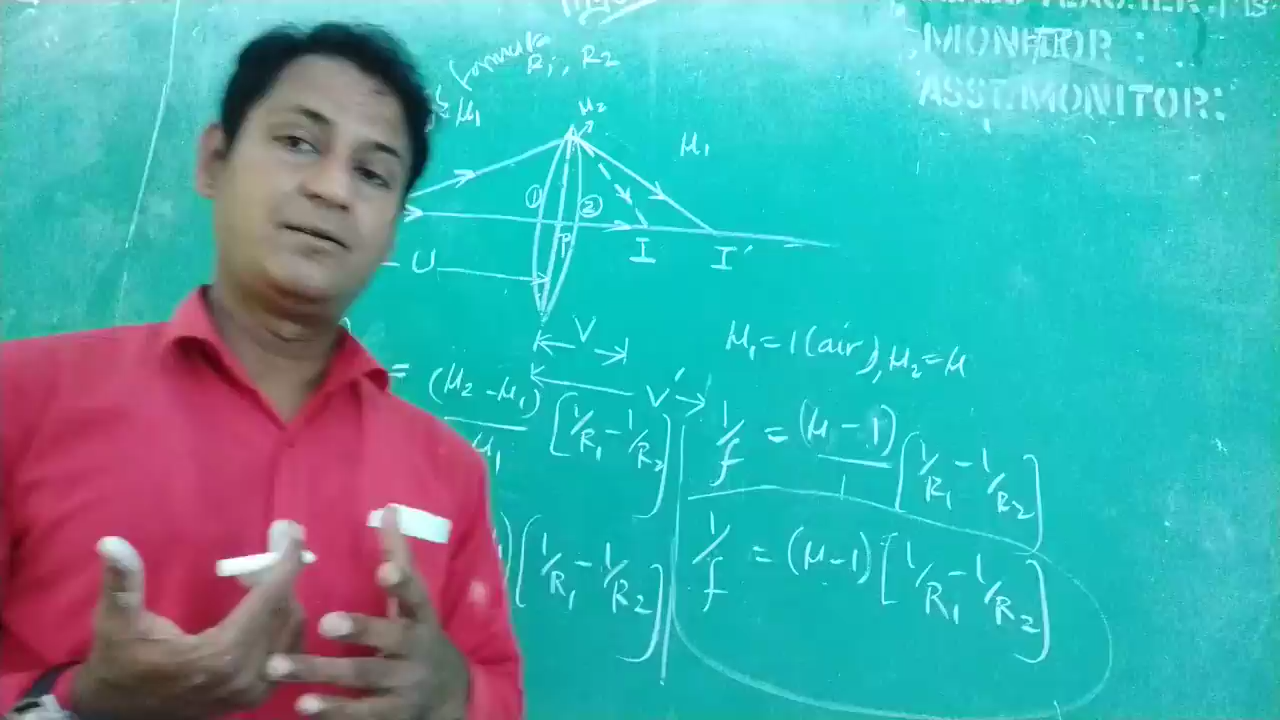 MONITOR :
ASST.MONITOR:
formula
R₁, R₂
μ₁
μ₂
μ₁
①
②
P
I
I′
U
V
V′
μ₁ = 1 (air), μ₂ = μ
= (μ₂ - μ₁)/μ₁ [1/R₁ - 1/R₂]
1/f = (μ - 1)/1 [1/R₁ - 1/R₂]
) [1/R₁ - 1/R₂]
1/f = (μ - 1) [1/R₁ - 1/R₂]